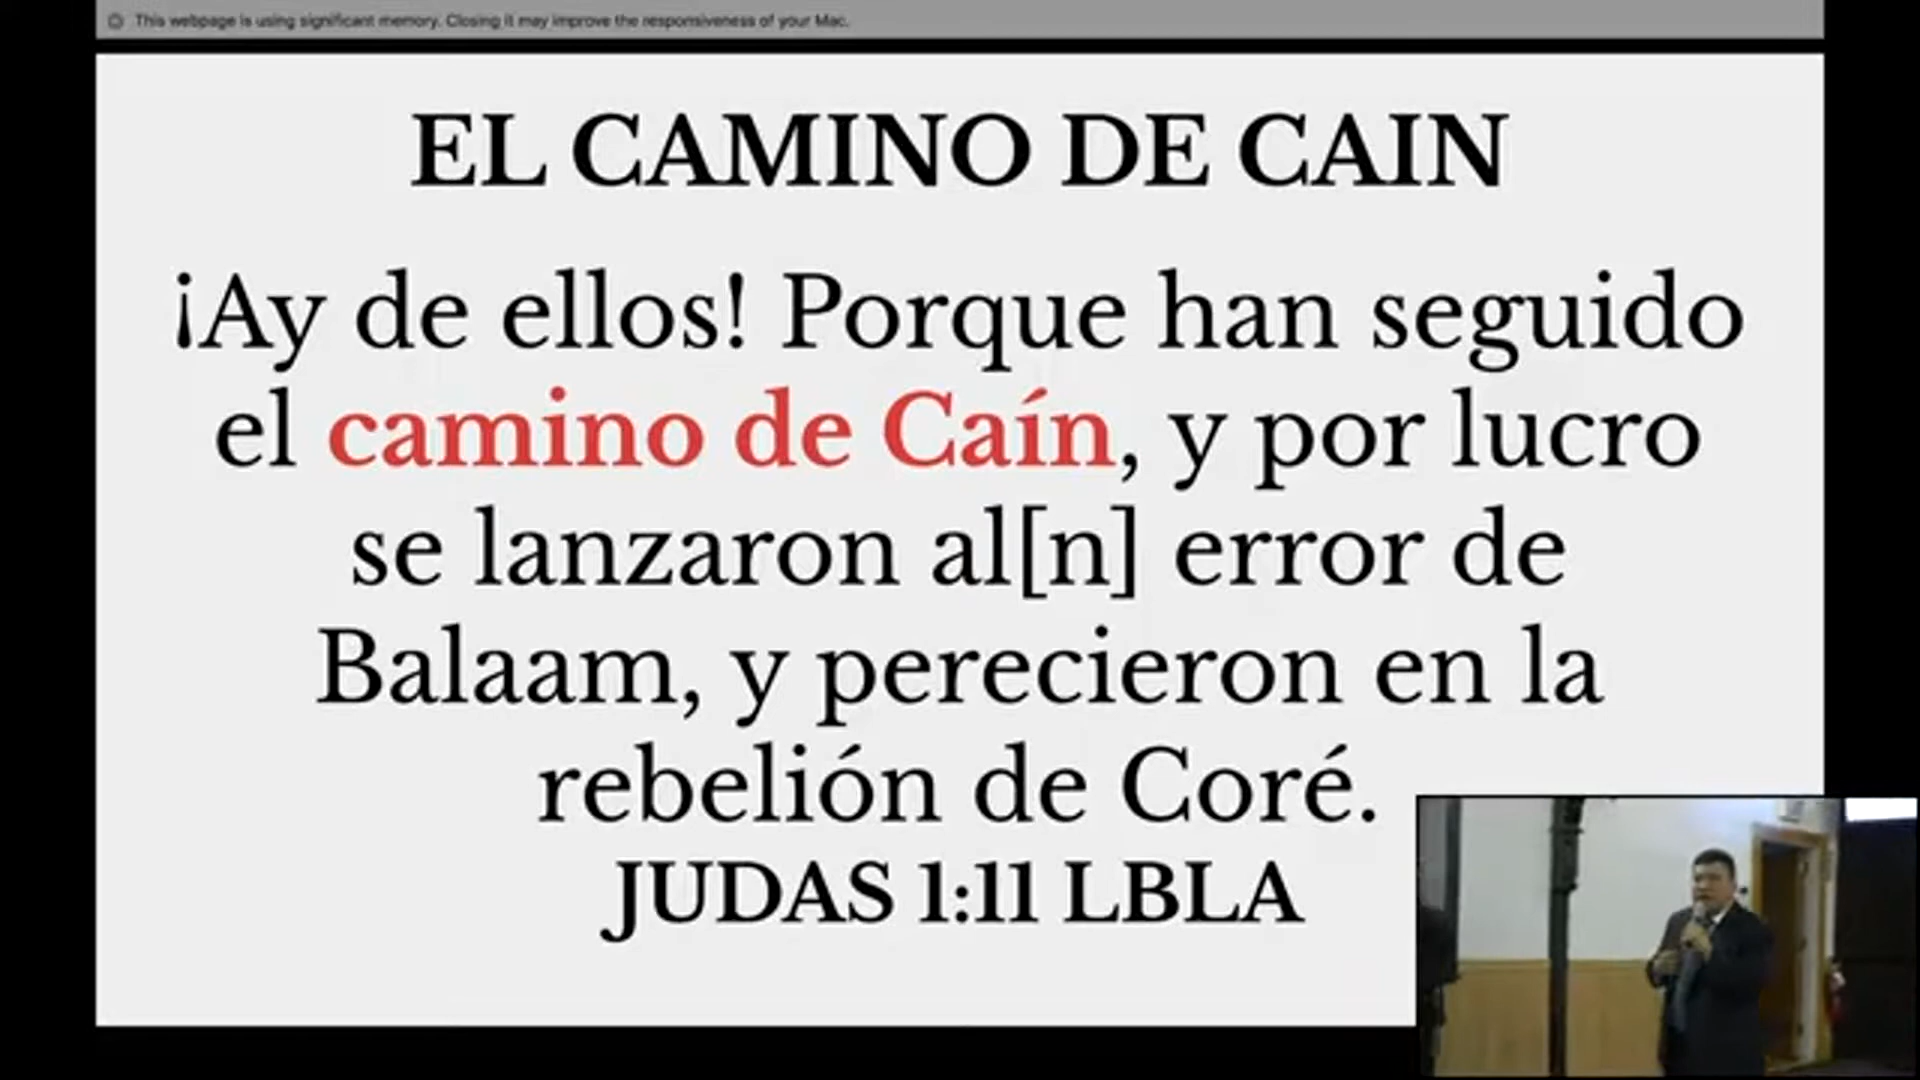 This webpage is using significant memory. Closing it may improve the responsiveness of your Mac.
EL CAMINO DE CAIN
¡Ay de ellos! Porque han seguido
el camino de Caín, y por lucro
se lanzaron al[n] error de
Balaam, y perecieron en la
rebelión de Coré.
JUDAS 1:11 LBLA